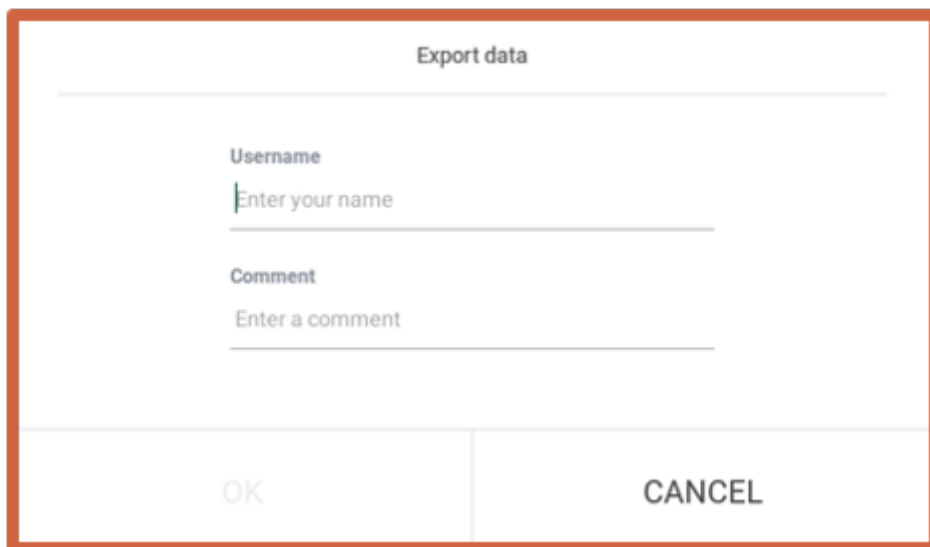 Export data
Username
Enter your name
Comment
Enter a comment
OK
CANCEL